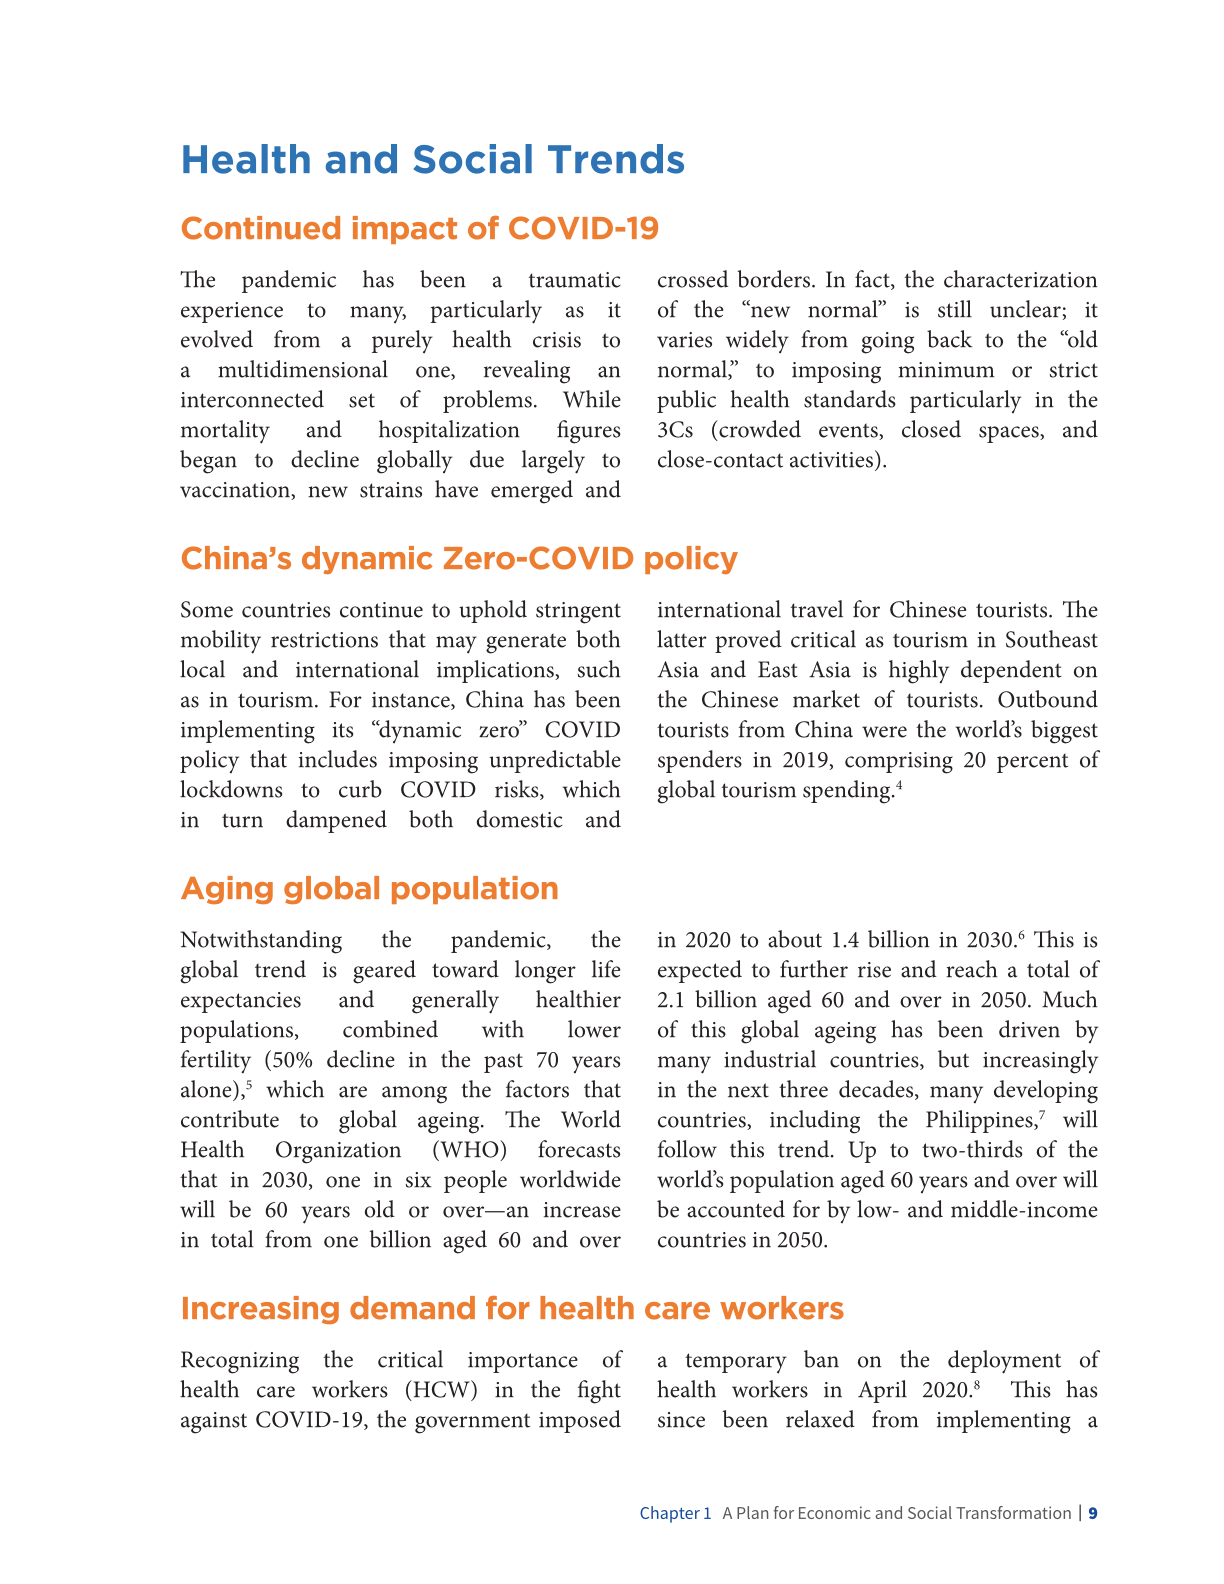 Health and Social Trends
Continued impact of COVID-19
The pandemic has been a traumatic
experience to many, particularly as it
evolved from a purely health crisis to
a multidimensional one, revealing an
interconnected set of problems. While
mortality and hospitalization figures
began to decline globally due largely to
vaccination, new strains have emerged and
crossed borders. In fact, the characterization
of the “new normal” is still unclear; it
varies widely from going back to the “old
normal,” to imposing minimum or strict
public health standards particularly in the
3Cs (crowded events, closed spaces, and
close-contact activities).
China’s dynamic Zero-COVID policy
Some countries continue to uphold stringent
mobility restrictions that may generate both
local and international implications, such
as in tourism. For instance, China has been
implementing its “dynamic zero” COVID
policy that includes imposing unpredictable
lockdowns to curb COVID risks, which
in turn dampened both domestic and
international travel for Chinese tourists. The
latter proved critical as tourism in Southeast
Asia and East Asia is highly dependent on
the Chinese market of tourists. Outbound
tourists from China were the world’s biggest
spenders in 2019, comprising 20 percent of
global tourism spending.4
Aging global population
Notwithstanding the pandemic, the
global trend is geared toward longer life
expectancies and generally healthier
populations, combined with lower
fertility (50% decline in the past 70 years
alone),5 which are among the factors that
contribute to global ageing. The World
Health Organization (WHO) forecasts
that in 2030, one in six people worldwide
will be 60 years old or over—an increase
in total from one billion aged 60 and over
in 2020 to about 1.4 billion in 2030.6 This is
expected to further rise and reach a total of
2.1 billion aged 60 and over in 2050. Much
of this global ageing has been driven by
many industrial countries, but increasingly
in the next three decades, many developing
countries, including the Philippines,7 will
follow this trend. Up to two-thirds of the
world’s population aged 60 years and over will
be accounted for by low- and middle-income
countries in 2050.
Increasing demand for health care workers
Recognizing the critical importance of
health care workers (HCW) in the fight
against COVID-19, the government imposed
a temporary ban on the deployment of
health workers in April 2020.8 This has
since been relaxed from implementing a
Chapter 1 A Plan for Economic and Social Transformation | 9